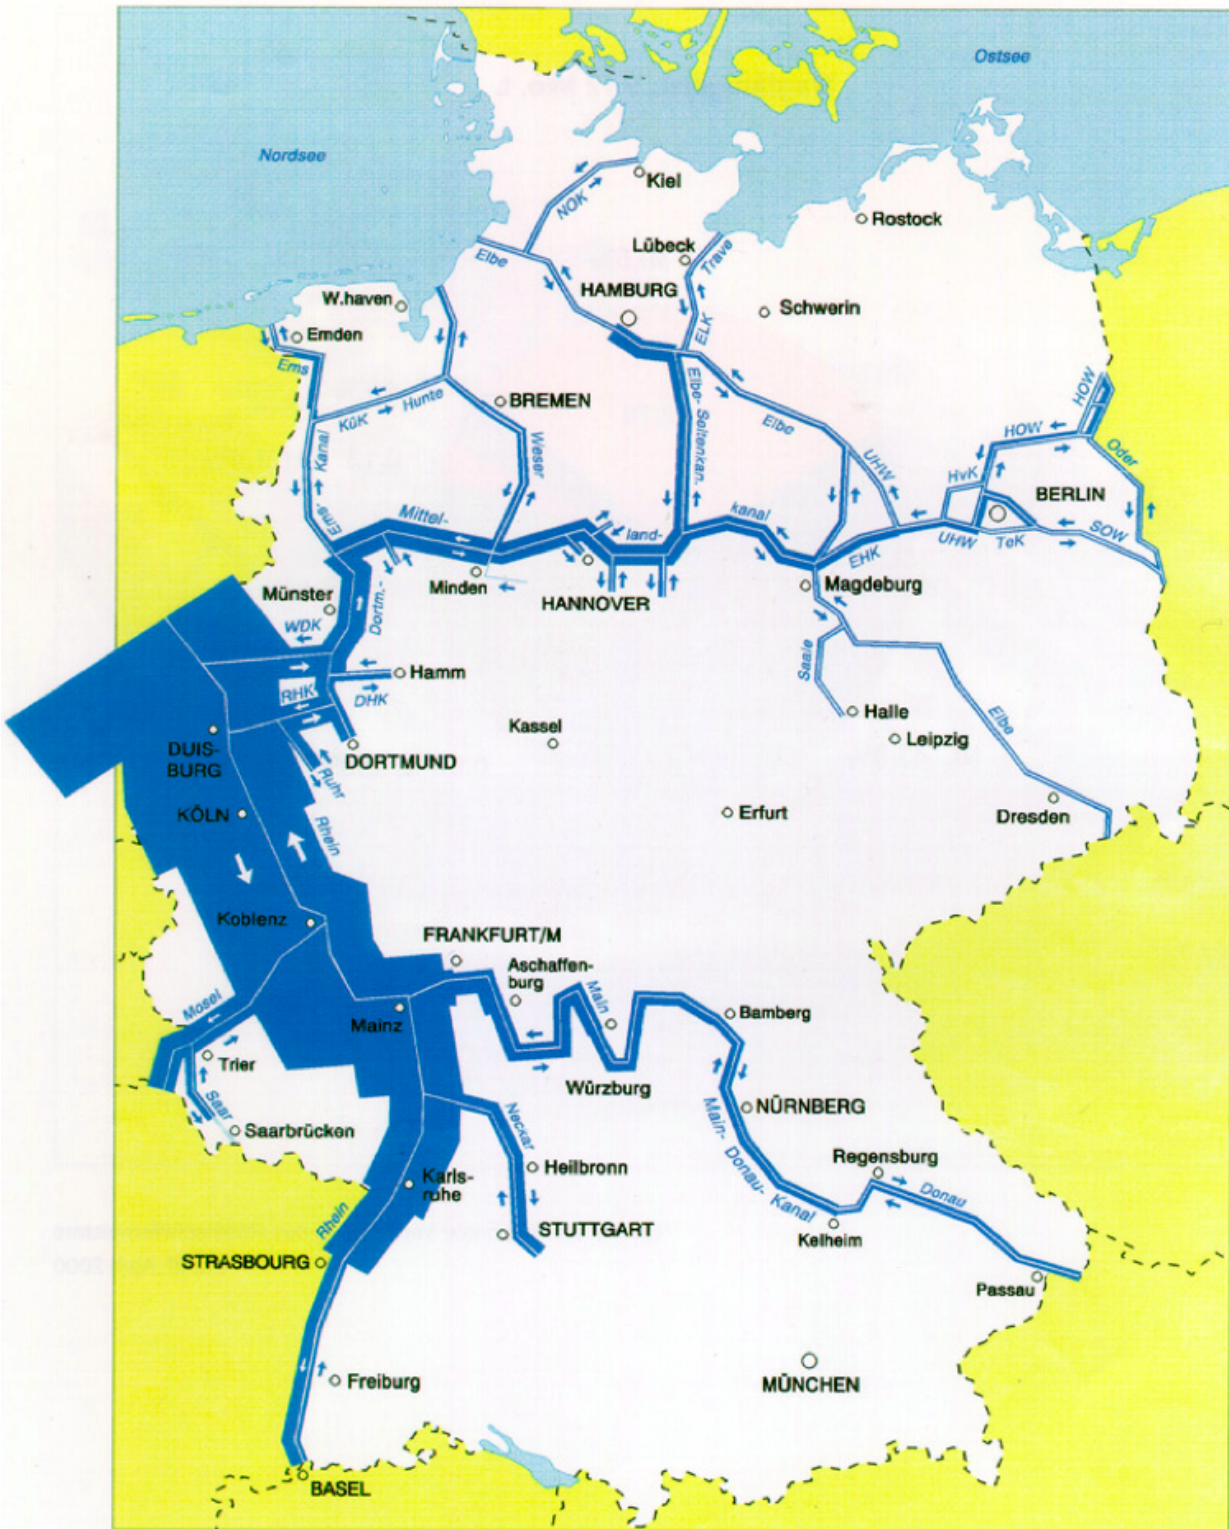 Ostsee
Nordsee
Kiel
NOK
Rostock
Elbe
Lübeck
Trave
W.haven
HAMBURG
Schwerin
Emden
ELK
Ems
HOW
KüK
Hunte
BREMEN
Elbe-Seitenkan.
Elbe
HOW
Oder
Kanal
Weser
UHW
HvK
BERLIN
Ems-
Mittel-
land-
kanal
EHK
UHW
TeK
SOW
Münster
Dortm.-
Minden
HANNOVER
Magdeburg
WDK
Saale
Hamm
RHK
DHK
Halle
Elbe
DUIS-
BURG
DORTMUND
Kassel
Leipzig
Ruhr
KÖLN
Rhein
Erfurt
Dresden
Koblenz
FRANKFURT/M
Aschaffen-
burg
Main
Mosel
Mainz
Bamberg
Trier
Würzburg
Saar
Neckar
Main-
NÜRNBERG
Saarbrücken
Donau-
Regensburg
Karls-
ruhe
Heilbronn
Kanal
Donau
Rhein
STUTTGART
Kelheim
STRASBOURG
Passau
Freiburg
MÜNCHEN
BASEL